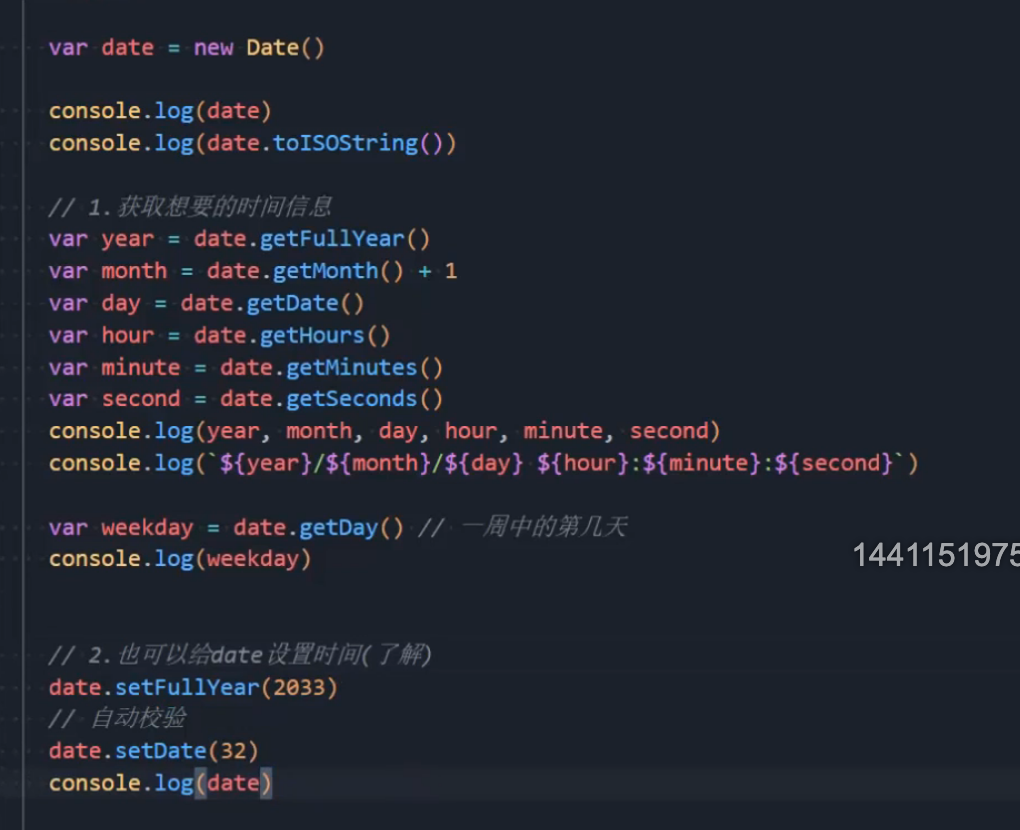 var date = new Date()
console.log(date)
console.log(date.toISOString())
// 1.获取想要的时间信息
var year = date.getFullYear()
var month = date.getMonth() + 1
var day = date.getDate()
var hour = date.getHours()
var minute = date.getMinutes()
var second = date.getSeconds()
console.log(year, month, day, hour, minute, second)
console.log(`${year}/${month}/${day} ${hour}:${minute}:${second}`)
var weekday = date.getDay() // 一周中的第几天
console.log(weekday)
1441151975
// 2.也可以给date设置时间(了解)
date.setFullYear(2033)
// 自动校验
date.setDate(32)
console.log(date)